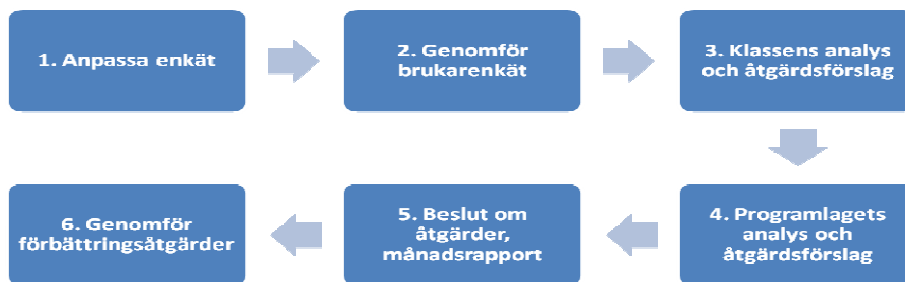 1. Anpassa enkät
2. Genomför
brukarenkät
3. Klassens analys
och åtgärdsförslag
4. Programlagets
analys och
åtgärdsförslag
5. Beslut om
åtgärder,
månadsrapport
6. Genomför
förbättringsåtgärder